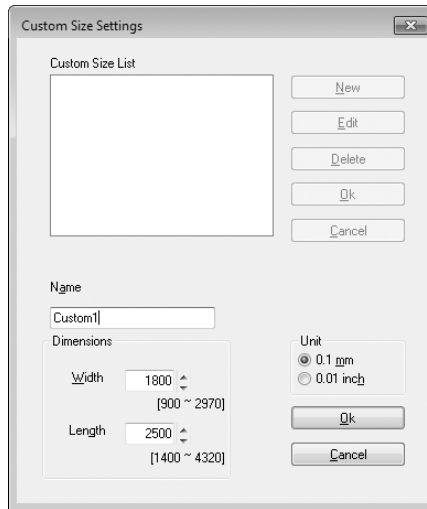 Custom Size Settings
Custom Size List
New
Edit
Delete
Ok
Cancel
Name
Custom1
Dimensions
Width 1800
[900 ~ 2970]
Length 2500
[1400 ~ 4320]
Unit
0.1 mm
0.01 inch
Ok
Cancel